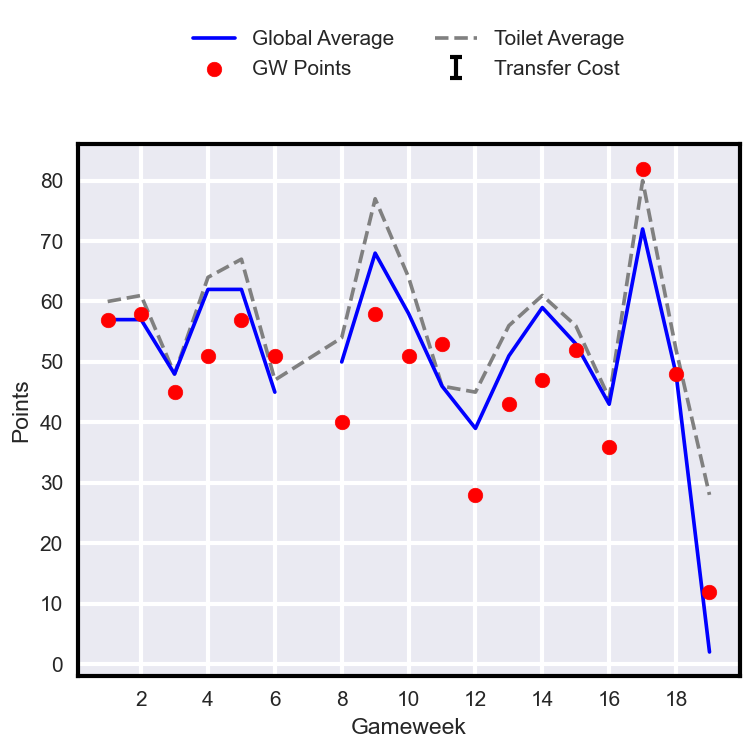 Global Average
Toilet Average
GW Points
Transfer Cost
80
70
60
50
40
30
20
10
0
Points
2 4 6 8 10 12 14 16 18
Gameweek